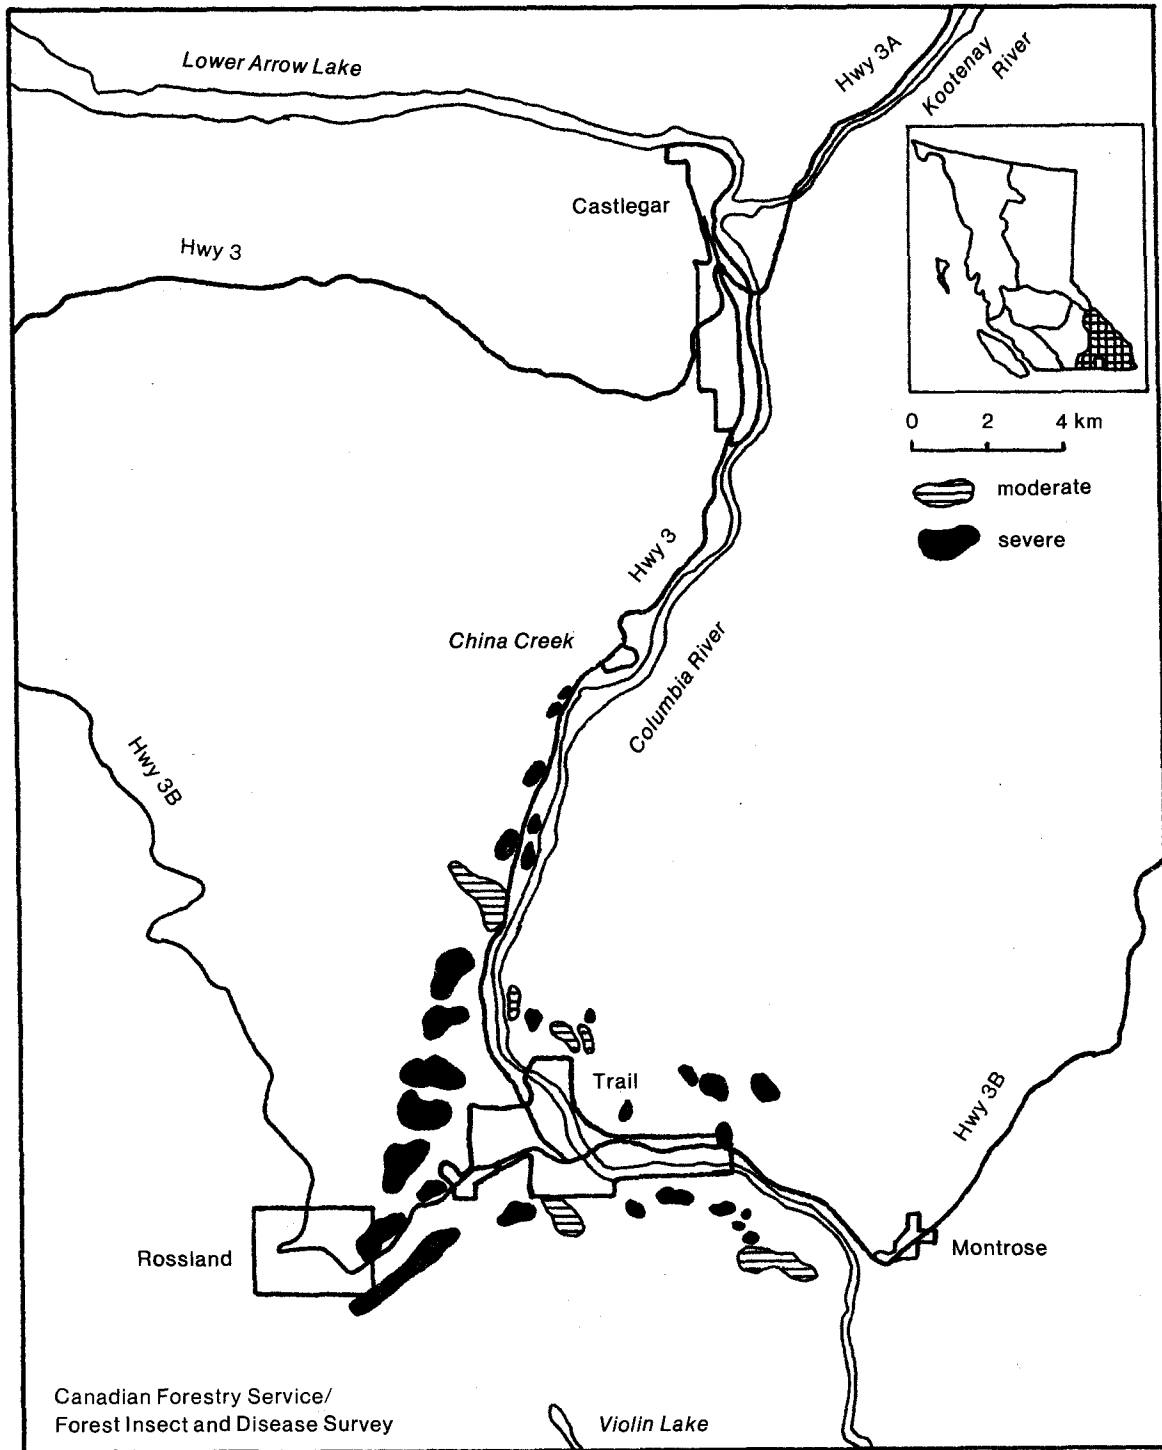 Lower Arrow Lake
Hwy 3A
Kootenay
River
Castlegar
Hwy 3
0 2 4 km
moderate
severe
Hwy 3
China Creek
Columbia River
Hwy 3B
Trail
Hwy 3B
Rossland
Montrose
Canadian Forestry Service/
Forest Insect and Disease Survey
Violin Lake